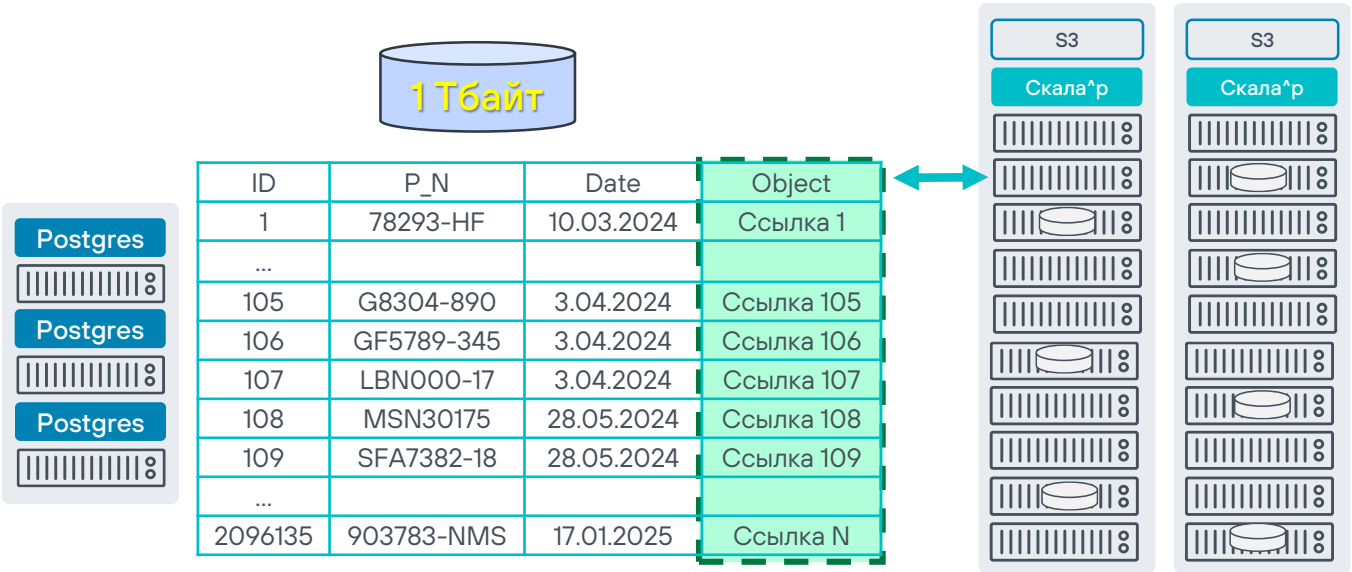 1 Тбайт
Postgres
Postgres
Postgres
ID P_N Date Object
1 78293-HF 10.03.2024 Ссылка 1
...
105 G8304-890 3.04.2024 Ссылка 105
106 GF5789-345 3.04.2024 Ссылка 106
107 LBN000-17 3.04.2024 Ссылка 107
108 MSN30175 28.05.2024 Ссылка 108
109 SFA7382-18 28.05.2024 Ссылка 109
...
2096135 903783-NMS 17.01.2025 Ссылка N
S3
Скала^р
S3
Скала^р